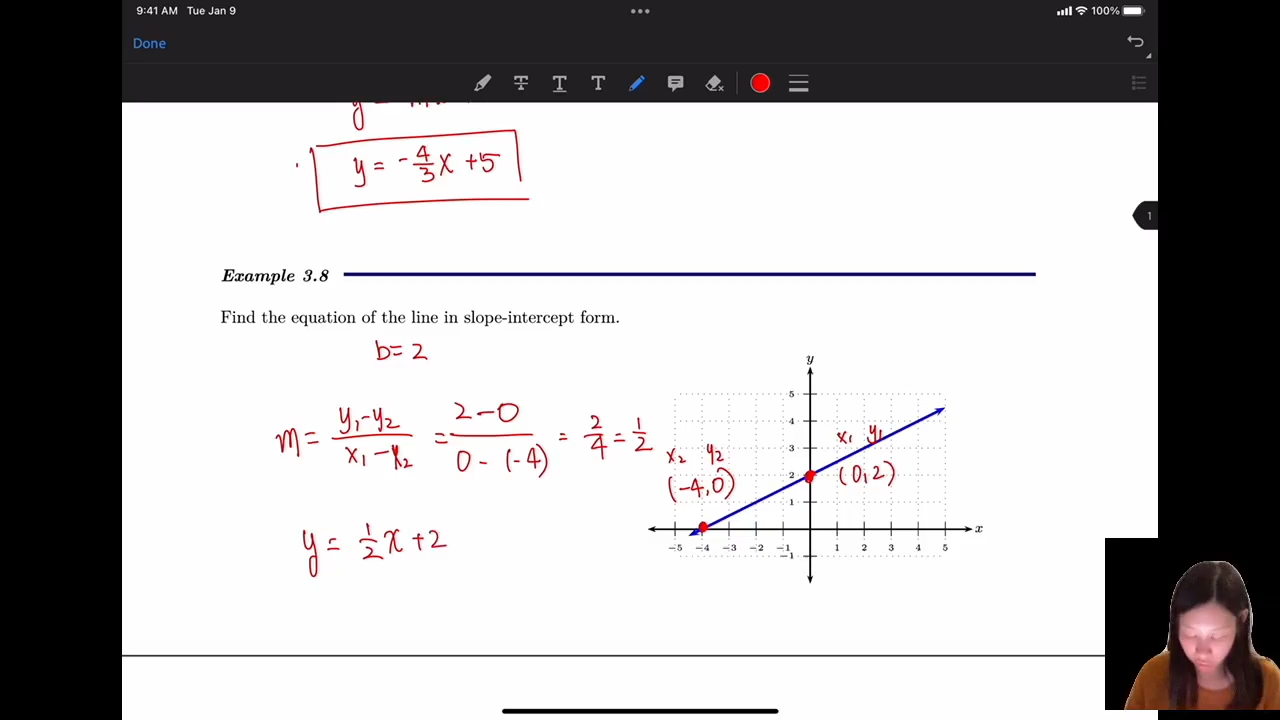 9:41 AM Tue Jan 9
100%
Done
T T T
1
y = -4/3 x + 5
Example 3.8
Find the equation of the line in slope-intercept form.
b = 2
m = (y₁ - y₂)/(x₁ - x₂) = (2 - 0)/(0 - (-4)) = 2/4 = 1/2
y = 1/2 x + 2
y
5
4
3
2
1
-1
x₁ y₁
(0,2)
x₂ y₂
(-4,0)
x
-5 -4 -3 -2 -1 1 2 3 4 5